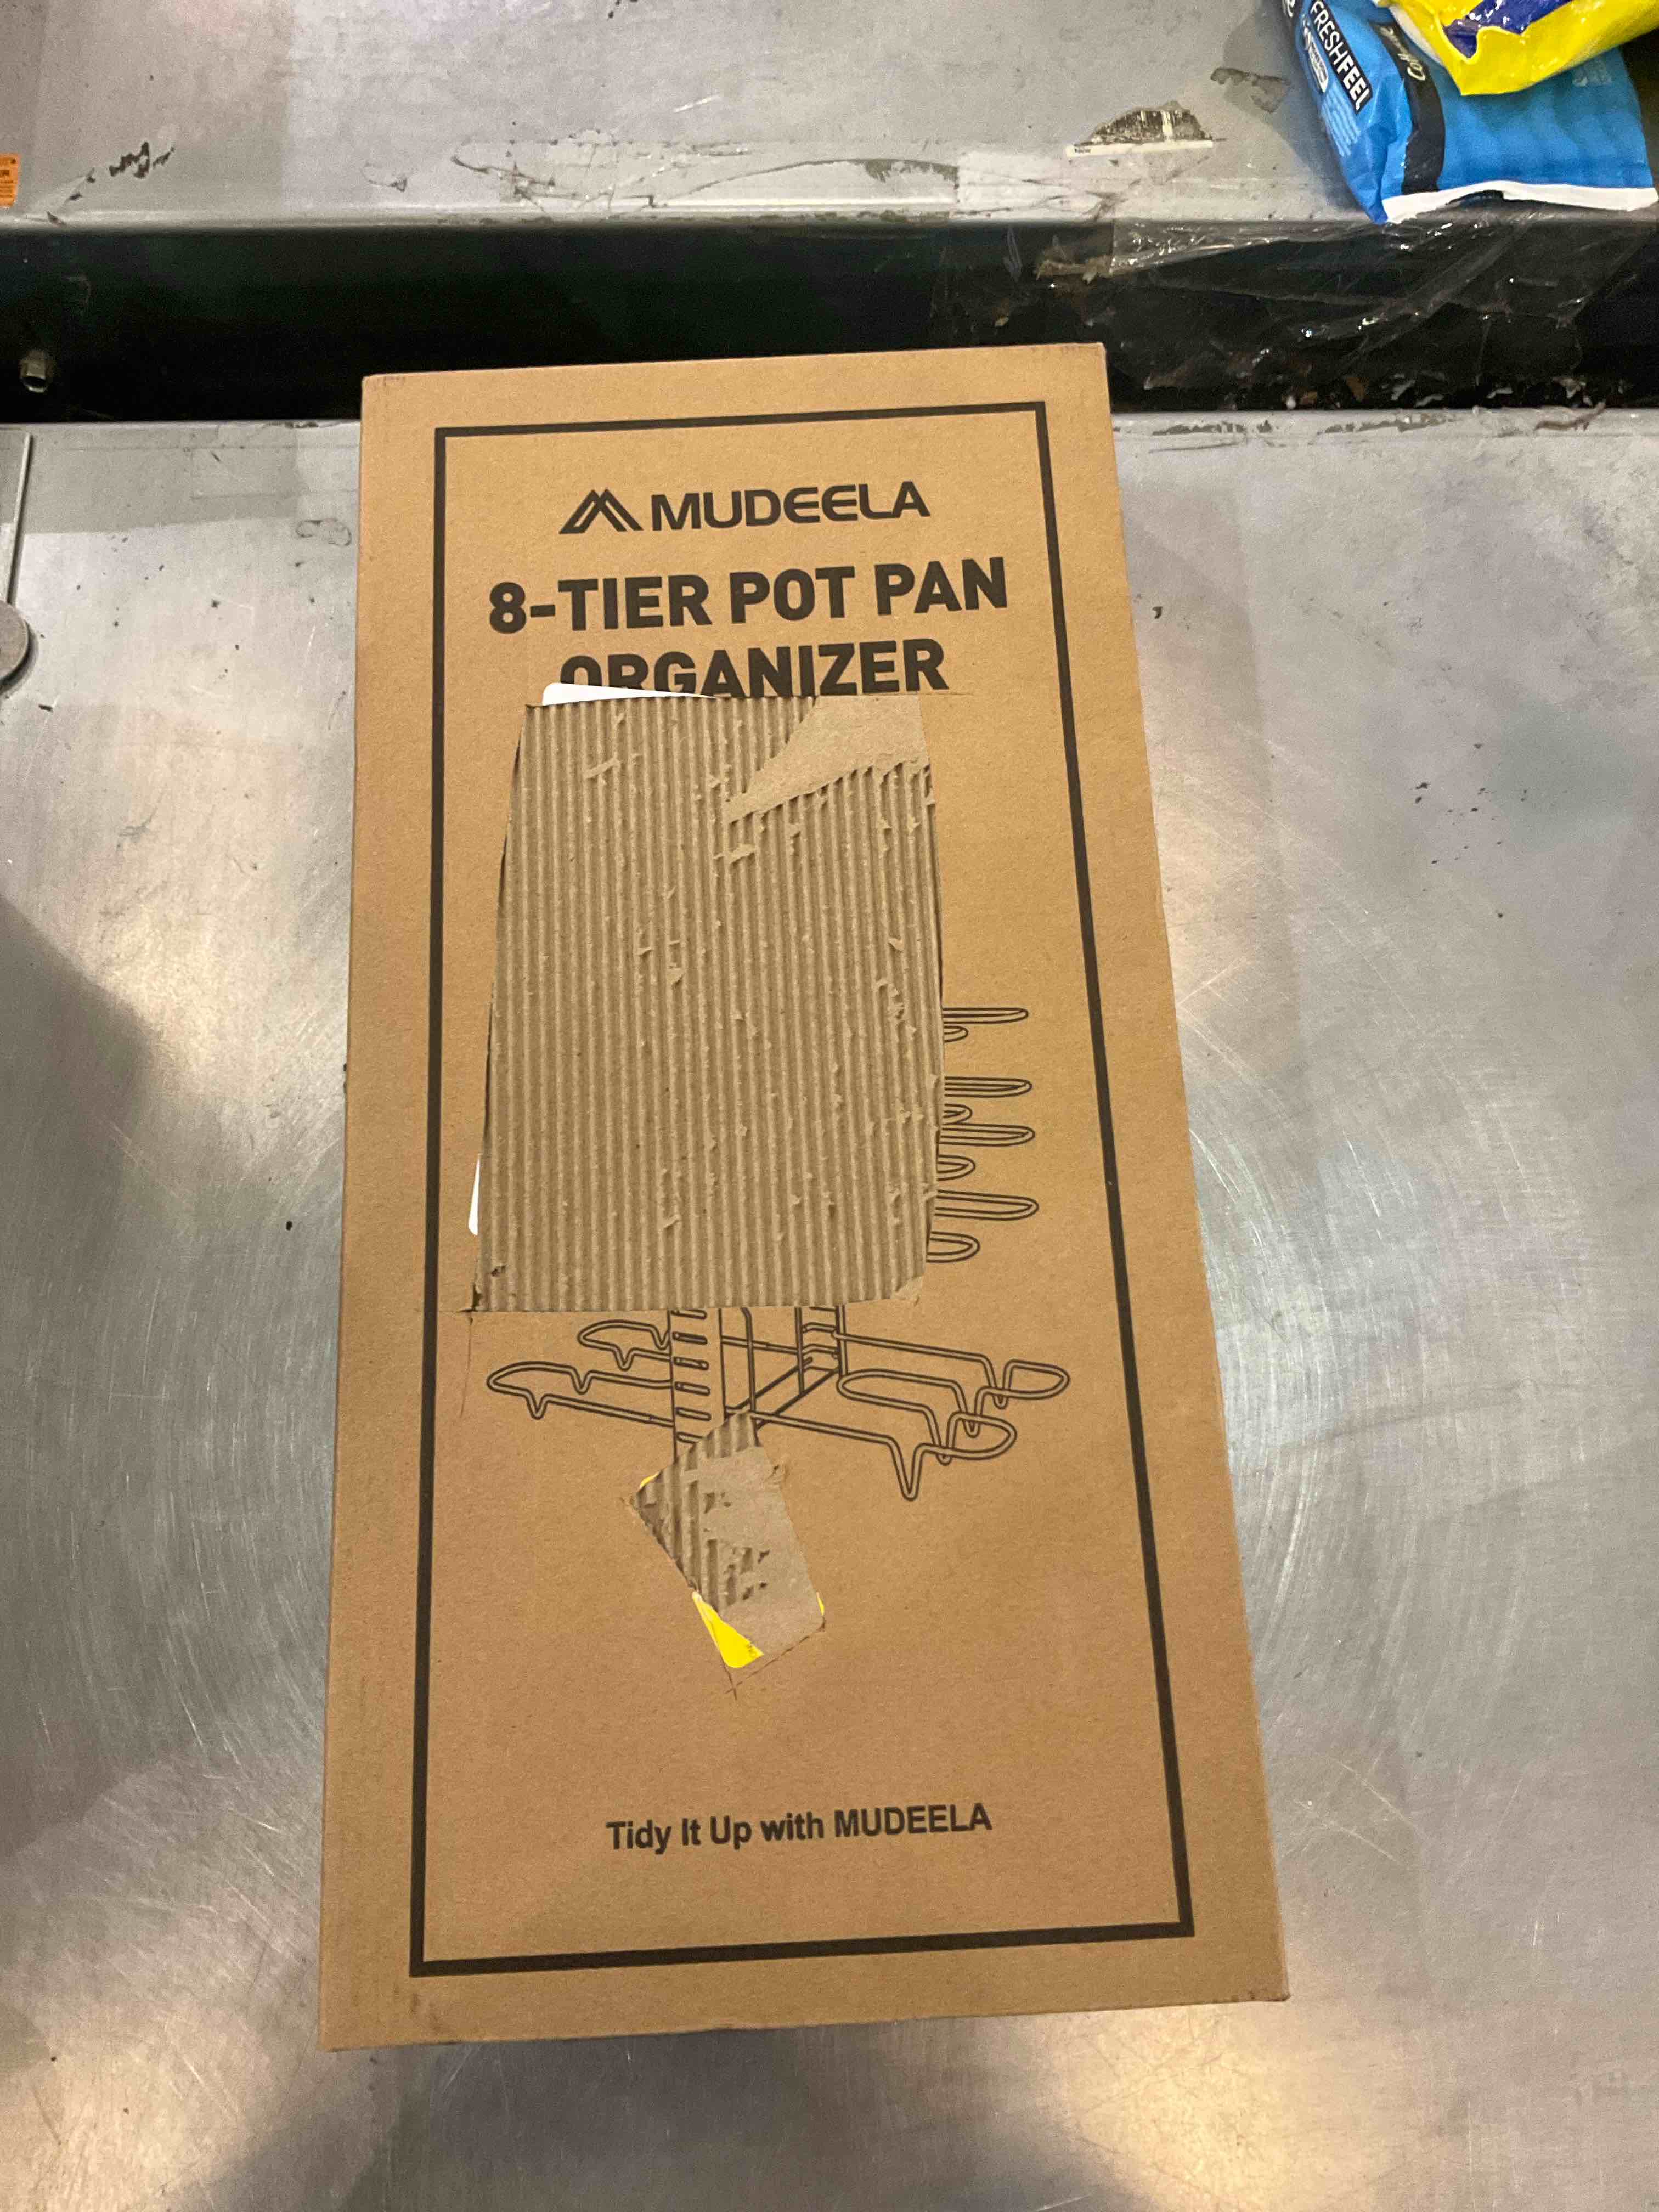 FRESHFEEL
MUDEELA
8-TIER POT PAN
ORGANIZER
Tidy It Up with MUDEELA